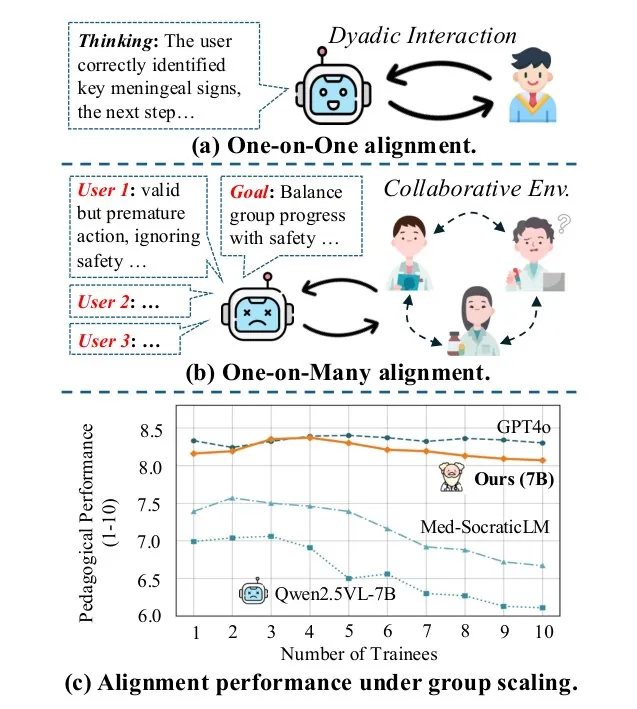 Thinking: The user
correctly identified
key meningeal signs,
the next step…
Dyadic Interaction
(a) One-on-One alignment.
User 1: valid
but premature
action, ignoring
safety …
User 2: …
User 3: …
Goal: Balance
group progress
with safety …
Collaborative Env.
?
(b) One-on-Many alignment.
Pedagogical Performance
(1-10)
8.5
8.0
7.5
7.0
6.5
6.0
GPT4o
Ours (7B)
Med-SocraticLM
Qwen2.5VL-7B
1 2 3 4 5 6 7 8 9 10
Number of Trainees
(c) Alignment performance under group scaling.